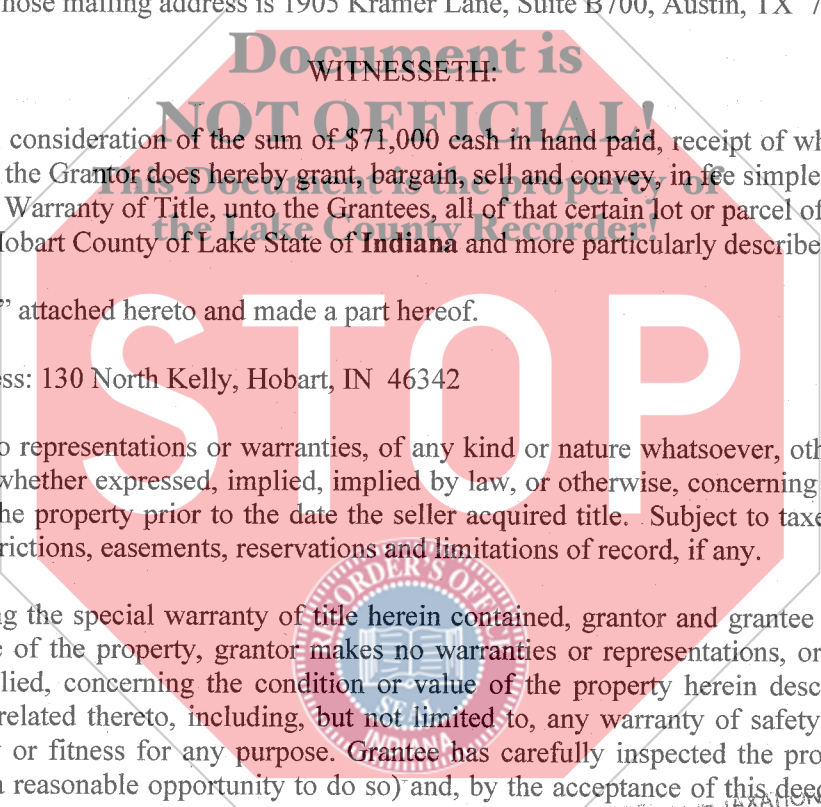 whose mailing address is 1905 Kramer Lane, Suite B700, Austin, TX 7
Document is
WITNESSETH:
NOT OFFICIAL!
consideration of the sum of $71,000 cash in hand paid, receipt of wh
This Document is the property of
the Grantor does hereby grant, bargain, sell and convey, in fee simple
Warranty of Title, unto the Grantees, all of that certain lot or parcel of
the Lake County Recorder!
Hobart County of Lake State of Indiana and more particularly describe
” attached hereto and made a part hereof.
STOP
ess: 130 North Kelly, Hobart, IN 46342
o representations or warranties, of any kind or nature whatsoever, oth
whether expressed, implied, implied by law, or otherwise, concerning
he property prior to the date the seller acquired title. Subject to taxe
rictions, easements, reservations and limitations of record, if any.
RECORDER'S OFFIC
ng the special warranty of title herein contained, grantor and grantee
e of the property, grantor makes no warranties or representations, or
lied, concerning the condition or value of the property herein desc
SEAL
related thereto, including, but not limited to, any warranty of safety
INDIANA
or fitness for any purpose. Grantee has carefully inspected the pro
a reasonable opportunity to do so) and, by the acceptance of this deed
TAXATION